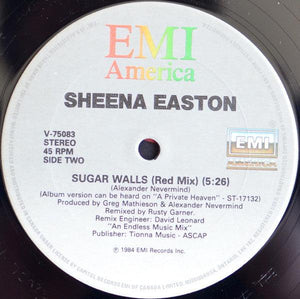 EMI
America
SHEENA EASTON
V-75083
STEREO
45 RPM
SIDE TWO
EMI
AMERICA
SUGAR WALLS (Red Mix) (5:26)
(Alexander Nevermind)
(Album version can be heard on "A Private Heaven" - ST-17132)
Produced by Greg Mathieson & Alexander Nevermind
Remixed by Rusty Garner.
Remix Engineer: David Leonard
"An Endless Music Mix"
Publisher: Tionna Music - ASCAP
℗ 1984 EMI Records Inc.